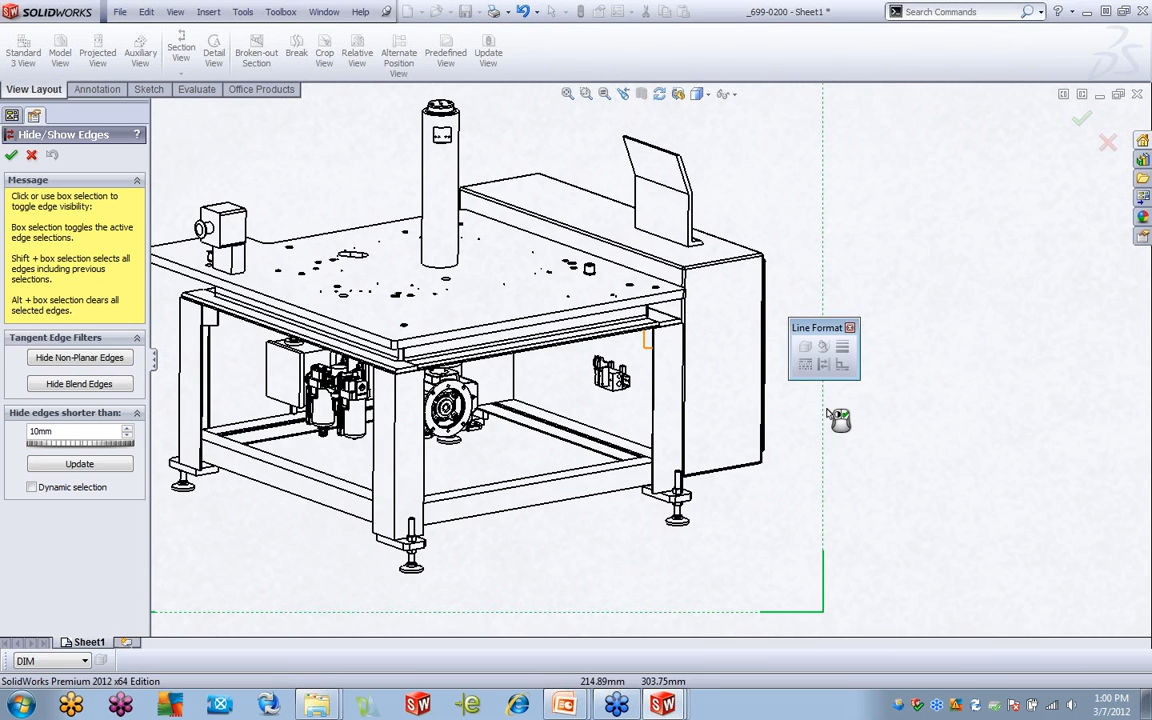 SOLIDWORKS File Edit View Insert Tools Toolbox Window Help _699-0200 - Sheet1 * Search Commands
Standard 3 View
Model View
Projected View
Auxiliary View
Section View
Detail View
Broken-out Section
Break
Crop View
Relative View
Alternate Position View
Predefined View
Update View
View Layout Annotation Sketch Evaluate Office Products
Hide/Show Edges ?
Message
Click or use box selection to
toggle edge visibility:
Box selection toggles the active
edge selections.
Shift + box selection selects all
edges including previous
selections.
Alt + box selection clears all
selected edges.
Tangent Edge Filters
Hide Non-Planar Edges
Hide Blend Edges
Hide edges shorter than:
10mm
Update
Dynamic selection
Line Format
Sheet1
DIM
SolidWorks Premium 2012 x64 Edition 214.89mm 303.75mm
1:00 PM
3/7/2012